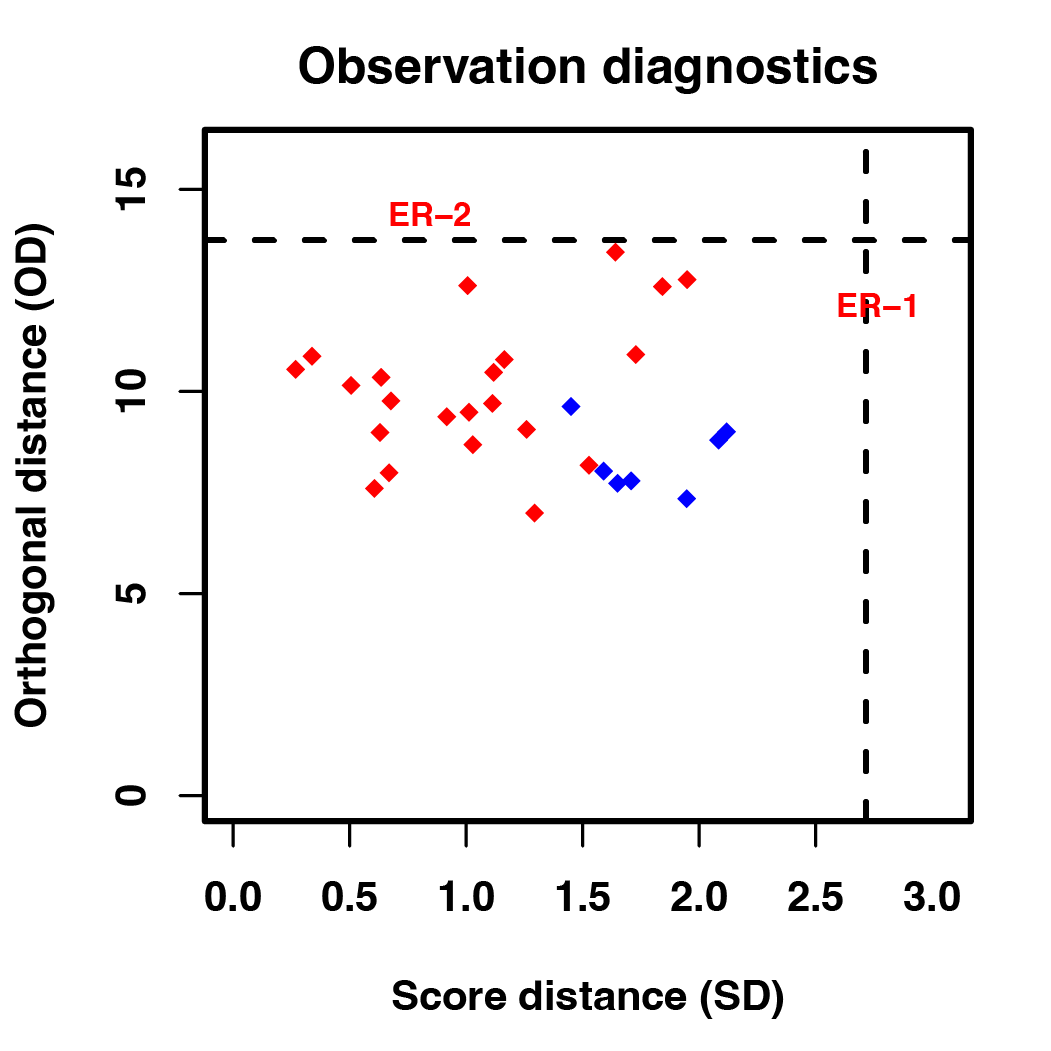 Observation diagnostics
Orthogonal distance (OD)
15
10
5
0
ER−2
ER−1
0.0 0.5 1.0 1.5 2.0 2.5 3.0
Score distance (SD)